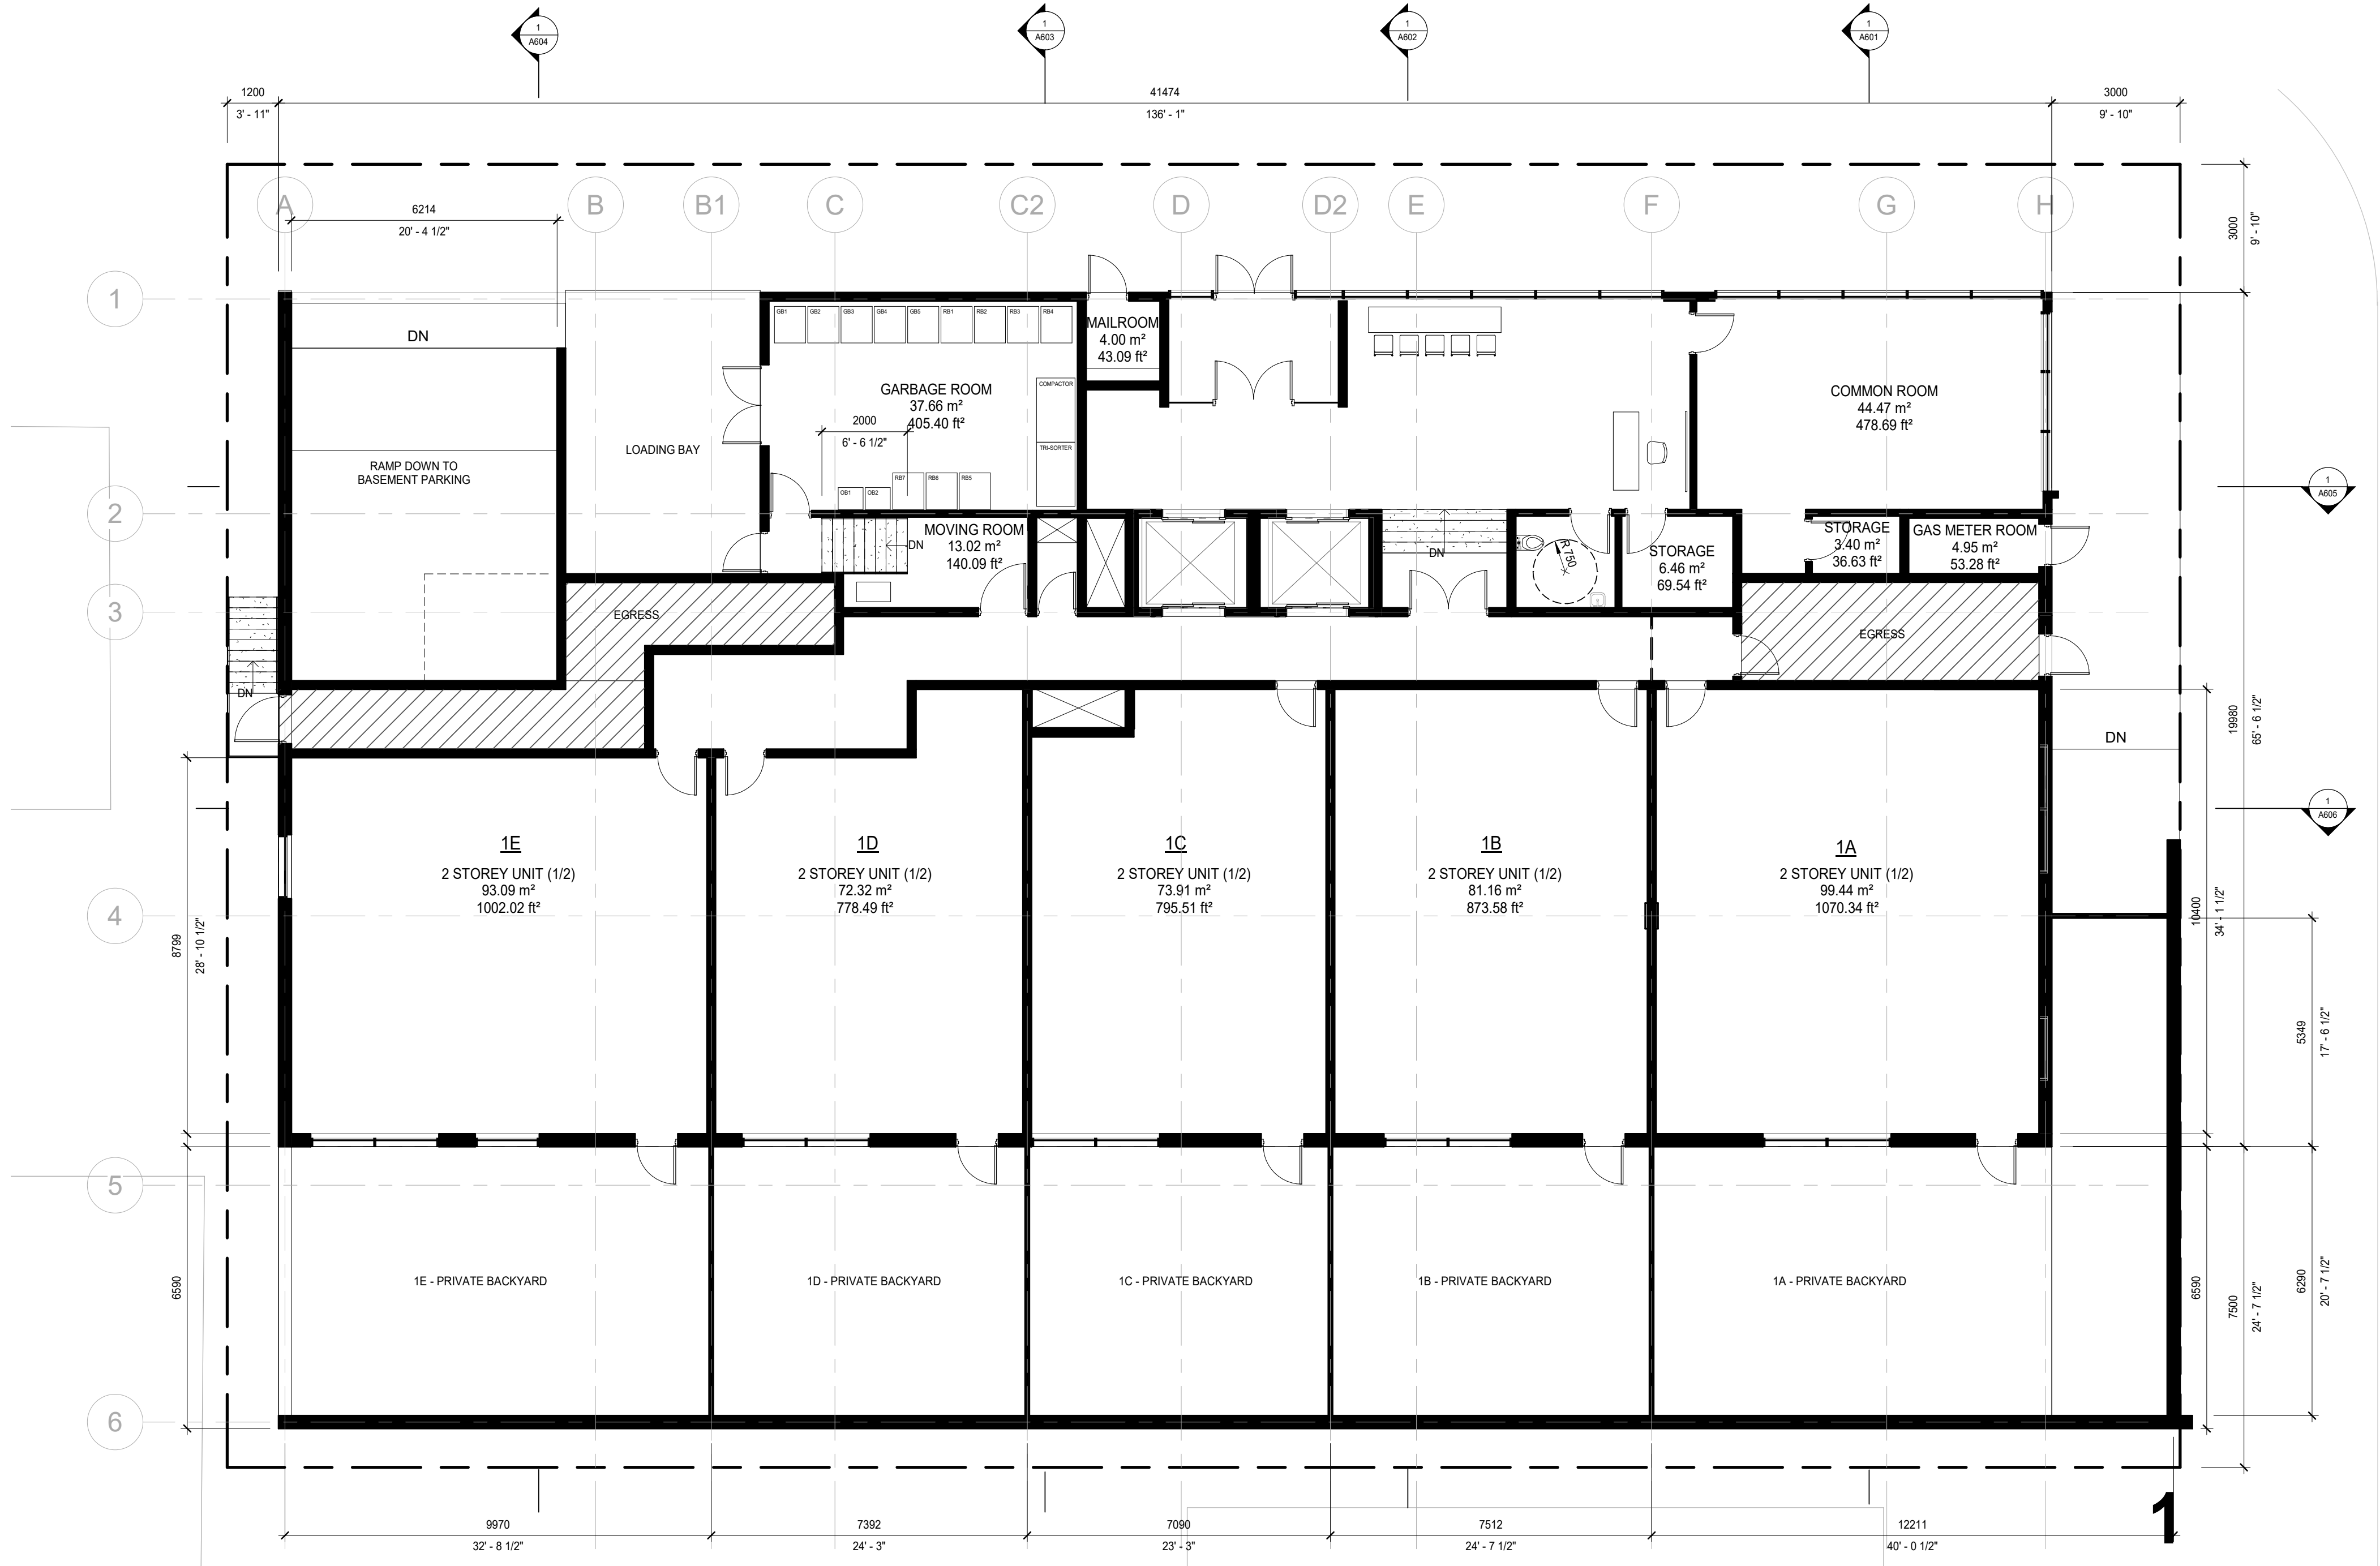 1
A604
1
A603
1
A602
1
A601
1200
3' - 11"
41474
136' - 1"
3000
9' - 10"
A
B
B1
C
C2
D
D2
E
F
G
H
6214
20' - 4 1/2"
3000
9' - 10"
1
DN
GB1
GB2
GB3
GB4
GB5
RB1
RB2
RB3
RB4
MAILROOM
4.00 m²
43.09 ft²
GARBAGE ROOM
37.66 m²
405.40 ft²
COMPACTOR
TRI-SORTER
2000
6' - 6 1/2"
COMMON ROOM
44.47 m²
478.69 ft²
LOADING BAY
RAMP DOWN TO
BASEMENT PARKING
OB1
OB2
RB7
RB6
RB5
1
A605
2
MOVING ROOM
13.02 m²
140.09 ft²
DN
DN
R 750
STORAGE
6.46 m²
69.54 ft²
STORAGE
3.40 m²
36.63 ft²
GAS METER ROOM
4.95 m²
53.28 ft²
3
EGRESS
EGRESS
DN
DN
19980
65' - 6 1/2"
1
A606
1E
2 STOREY UNIT (1/2)
93.09 m²
1002.02 ft²
1D
2 STOREY UNIT (1/2)
72.32 m²
778.49 ft²
1C
2 STOREY UNIT (1/2)
73.91 m²
795.51 ft²
1B
2 STOREY UNIT (1/2)
81.16 m²
873.58 ft²
1A
2 STOREY UNIT (1/2)
99.44 m²
1070.34 ft²
4
8799
28' - 10 1/2"
10400
34' - 1 1/2"
5349
17' - 6 1/2"
5
6590
1E - PRIVATE BACKYARD
1D - PRIVATE BACKYARD
1C - PRIVATE BACKYARD
1B - PRIVATE BACKYARD
1A - PRIVATE BACKYARD
6590
7500
24' - 7 1/2"
6290
20' - 7 1/2"
6
9970
32' - 8 1/2"
7392
24' - 3"
7090
23' - 3"
7512
24' - 7 1/2"
12211
40' - 0 1/2"
1